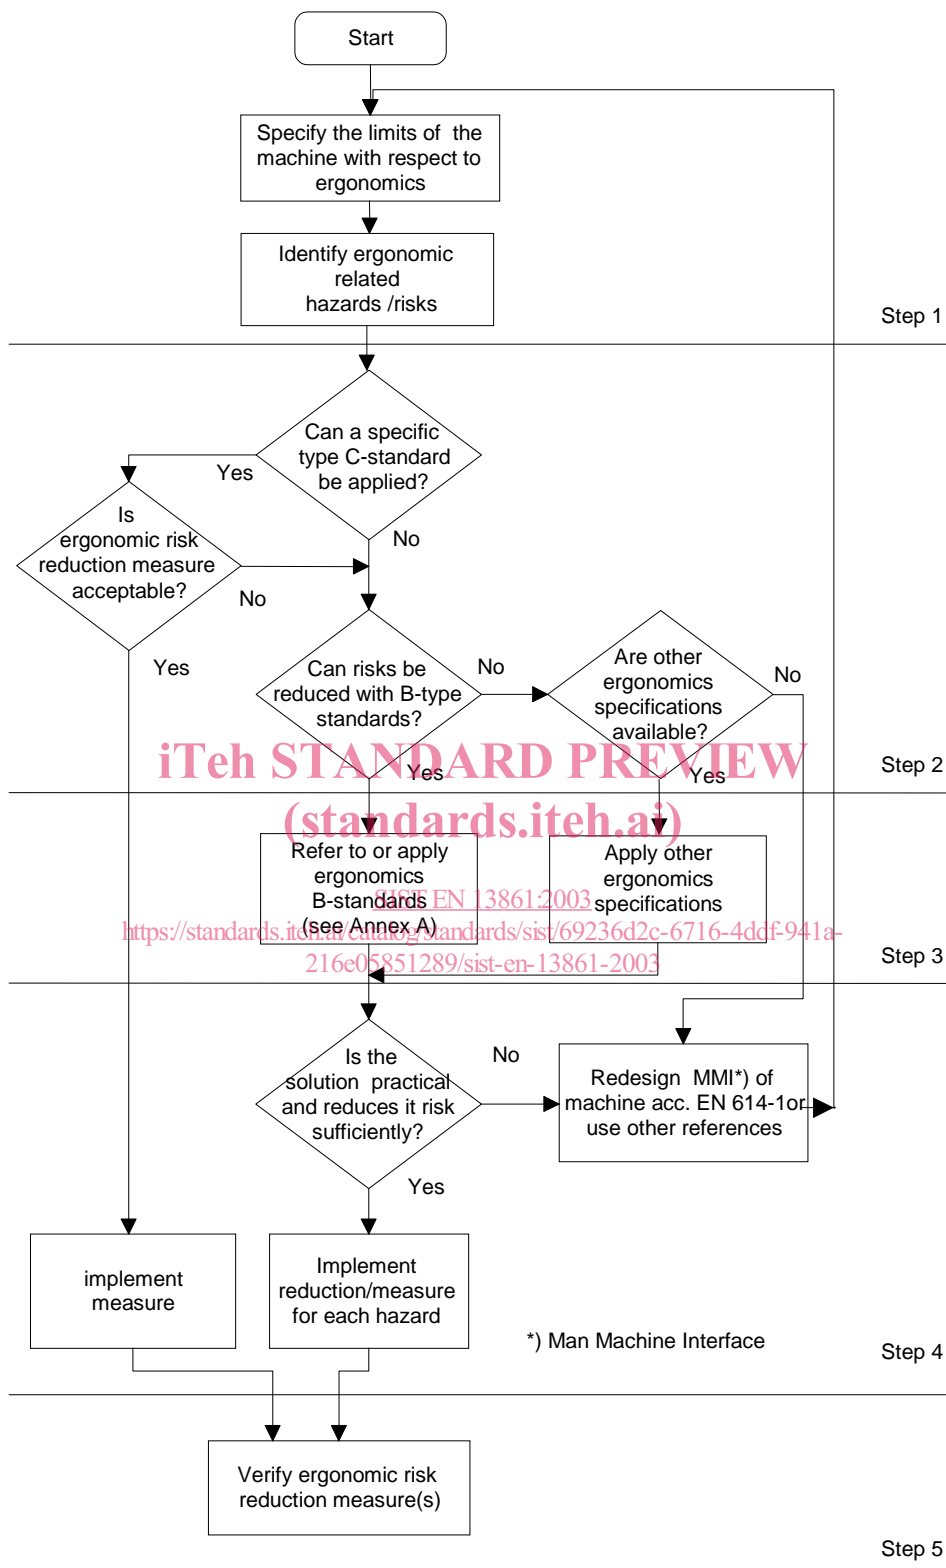 Start
Specify the limits of the
machine with respect to
ergonomics
Identify ergonomic
related
hazards /risks
Step 1
Can a specific
type C-standard
be applied?
Yes
No
Is
ergonomic risk
reduction measure
acceptable?
No
Yes
Can risks be
reduced with B-type
standards?
No
Yes
Are other
ergonomics
specifications
available?
No
Yes
iTeh STANDARD PREVIEW
Step 2
(standards.iteh.ai)
Refer to or apply
ergonomics
B-standards
(see Annex A)
Apply other
ergonomics
specifications
SIST EN 13861:2003
https://standards.iteh.ai/catalog/standards/sist/69236d2c-6716-4ddf-941a-
216e05851289/sist-en-13861-2003
Step 3
Is the
solution practical
and reduces it risk
sufficiently?
No
Yes
Redesign MMI*) of
machine acc. EN 614-1or
use other references
implement
measure
Implement
reduction/measure
for each hazard
*) Man Machine Interface
Step 4
Verify ergonomic risk
reduction measure(s)
Step 5